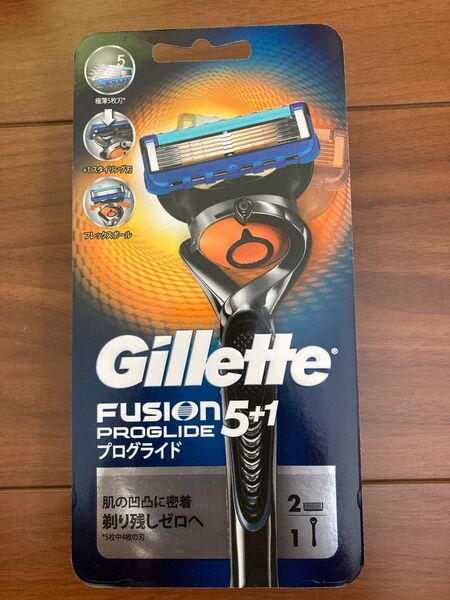 5
極薄5枚刃*
+1スタイリング刃
フレックスボール
Gillette®
FUSION 5+1
PROGLIDE
プログライド
肌の凹凸に密着
剃り残しゼロへ
*5枚中4枚の刃
2
1